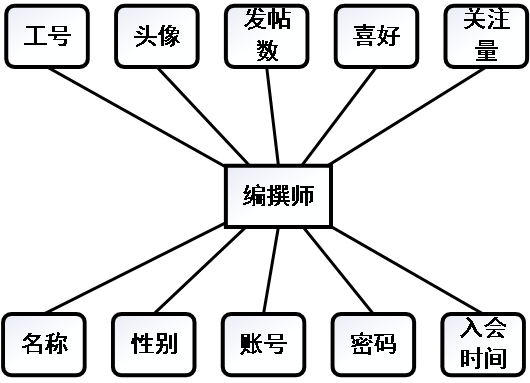 工号
头像
发帖
数
喜好
关注
量
编撰师
名称
性别
账号
密码
入会
时间